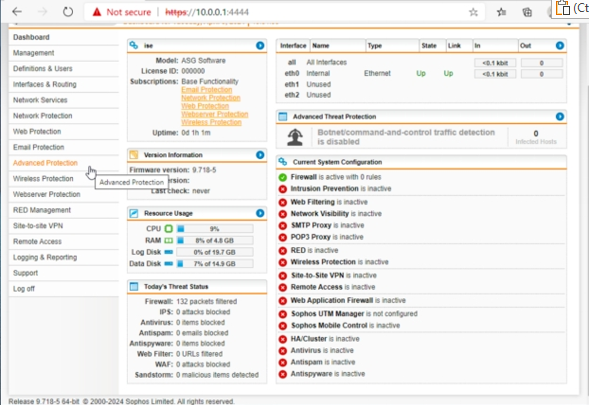 Not secure | https://10.0.0.1:4444
(Ct
Dashboard
Management
Definitions & Users
Interfaces & Routing
Network Services
Network Protection
Web Protection
Email Protection
Advanced Protection
Wireless Protection
Advanced Protection
Webserver Protection
RED Management
Site-to-site VPN
Remote Access
Logging & Reporting
Support
Log off
ise
Model: ASG Software
License ID: 000000
Subscriptions: Base Functionality
Email Protection
Network Protection
Web Protection
Webserver Protection
Wireless Protection
Uptime: 0d 1h 1m
Version Information
Firmware version: 9.718-5
version:
Last check: never
Resource Usage
CPU 9%
RAM 8% of 4.8 GB
Log Disk 0% of 19.7 GB
Data Disk 7% of 14.9 GB
Today's Threat Status
Firewall: 132 packets filtered
IPS: 0 attacks blocked
Antivirus: 0 items blocked
Antispam: 0 emails blocked
Antispyware: 0 items blocked
Web Filter: 0 URLs filtered
WAF: 0 attacks blocked
Sandstorm: 0 malicious items detected
Interface Name Type State Link In Out
all All Interfaces <0.1 kbit 0
eth0 Internal Ethernet Up Up <0.1 kbit 0
eth1 Unused
eth2 Unused
Advanced Threat Protection
Botnet/command-and-control traffic detection
is disabled
0
Infected Hosts
Current System Configuration
Firewall is active with 0 rules
Intrusion Prevention is inactive
Web Filtering is inactive
Network Visibility is inactive
SMTP Proxy is inactive
POP3 Proxy is inactive
RED is inactive
Wireless Protection is inactive
Site-to-Site VPN is inactive
Remote Access is inactive
Web Application Firewall is inactive
Sophos UTM Manager is not configured
Sophos Mobile Control is inactive
HA/Cluster is inactive
Antivirus is inactive
Antispam is inactive
Antispyware is inactive
Release 9.718-5 64-bit © 2000-2024 Sophos Limited. All rights reserved.